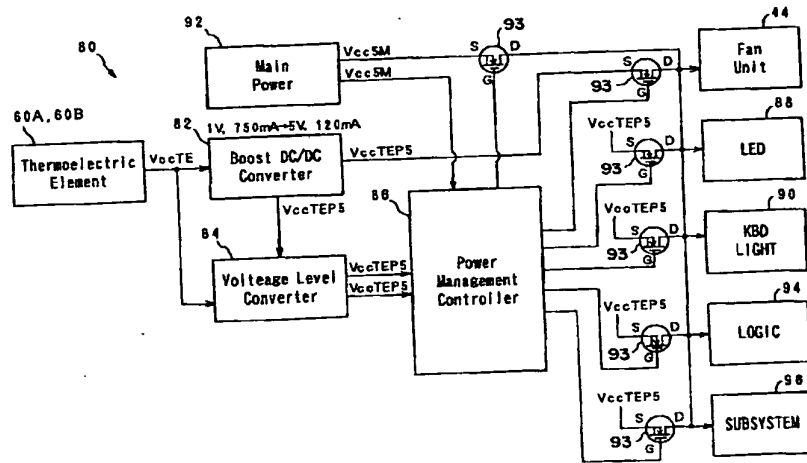 92
80
Main
Power
Vcc5M
Vcc5M
93
S
D
G
44
Fan
Unit
S
D
93
G
60A, 60B
Thermoelectric
Element
VccTE
82
1V, 750mA→5V, 120mA
Boost DC/DC
Converter
VccTEP5
VccTEP5
84
Volteage Level
Converter
VccTEP5
VccTEP5
86
Power
Management
Controller
VccTEP5
S
D
93
G
88
LED
VccTEP5
S
D
93
G
90
KBD
LIGHT
VccTEP5
S
D
93
G
94
LOGIC
VccTEP5
S
D
93
G
96
SUBSYSTEM